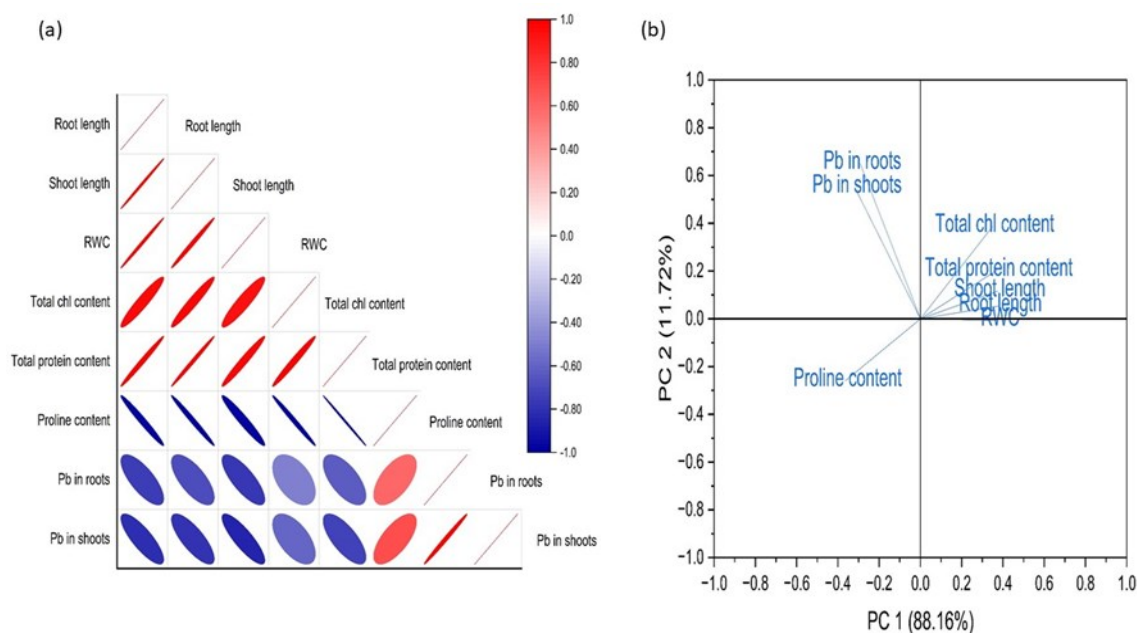 (a)
1.0
0.80
0.60
0.40
0.20
0.0
-0.20
-0.40
-0.60
-0.80
-1.0
Root length
Root length
Shoot length
Shoot length
RWC
RWC
Total chl content
Total chl content
Total protein content
Total protein content
Proline content
Proline content
Pb in roots
Pb in roots
Pb in shoots
Pb in shoots
(b)
PC 2 (11.72%)
1.0
0.8
0.6
0.4
0.2
0.0
−0.2
−0.4
−0.6
−0.8
−1.0
Pb in roots
Pb in shoots
Total chl content
Total protein content
Shoot length
Root length
RWC
Proline content
−1.0 −0.8 −0.6 −0.4 −0.2 0.0 0.2 0.4 0.6 0.8 1.0
PC 1 (88.16%)